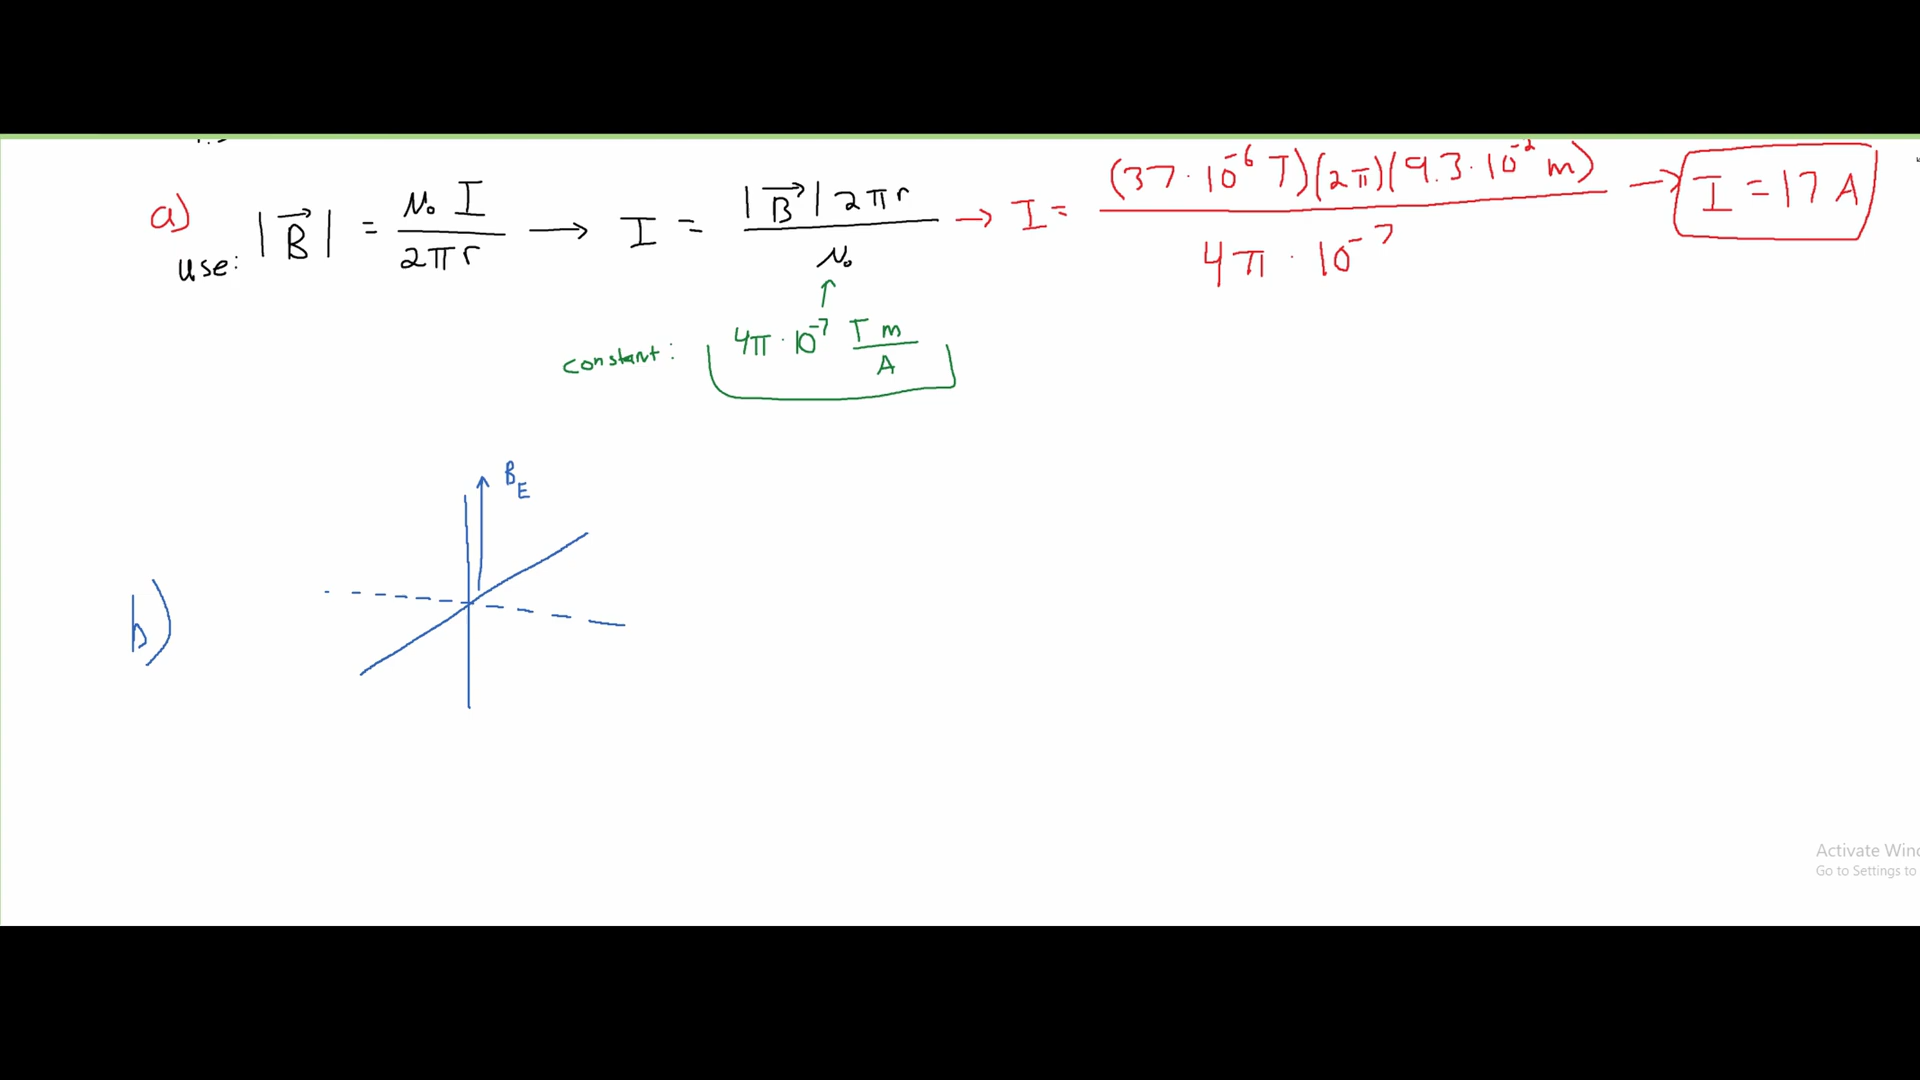 a) use: |B⃗| = μ₀ I / 2πr → I = |B⃗| 2πr / μ₀ → I = (37 · 10⁻⁶ T)(2π)(9.3 · 10⁻² m) / 4π · 10⁻⁷ → I = 17 A
constant: 4π · 10⁻⁷ T m / A
B_E
b)
Activate Win
Go to Settings to